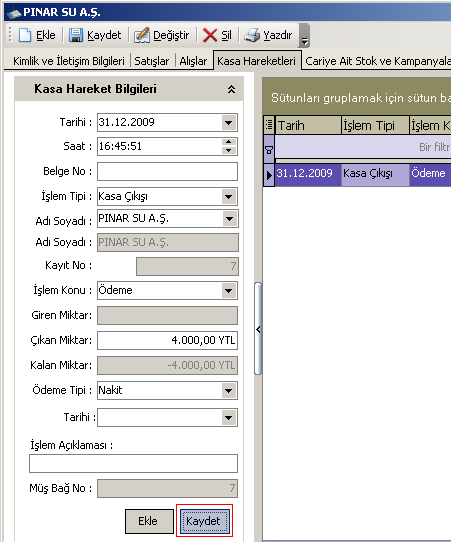 PINAR SU A.Ş.
Ekle Kaydet Değiştir Sil Yazdır
Kimlik ve İletişim Bilgileri Satışlar Alışlar Kasa Hareketleri Cariye Ait Stok ve Kampanyala
Kasa Hareket Bilgileri
Tarihi : 31.12.2009
Saat : 16:45:51
Belge No :
İşlem Tipi : Kasa Çıkışı
Adı Soyadı : PINAR SU A.Ş.
Adı Soyadı : PINAR SU A.Ş.
Kayıt No : 7
İşlem Konu : Ödeme
Giren Miktar:
Çıkan Miktar: 4.000,00 YTL
Kalan Miktar: -4.000,00 YTL
Ödeme Tipi : Nakit
Tarihi :
İşlem Açıklaması :
Müş Bağ No : 7
Ekle Kaydet
Sütunları gruplamak için sütun ba
Tarih İşlem Tipi İşlem K
Bir filtr
31.12.2009 Kasa Çıkışı Ödeme